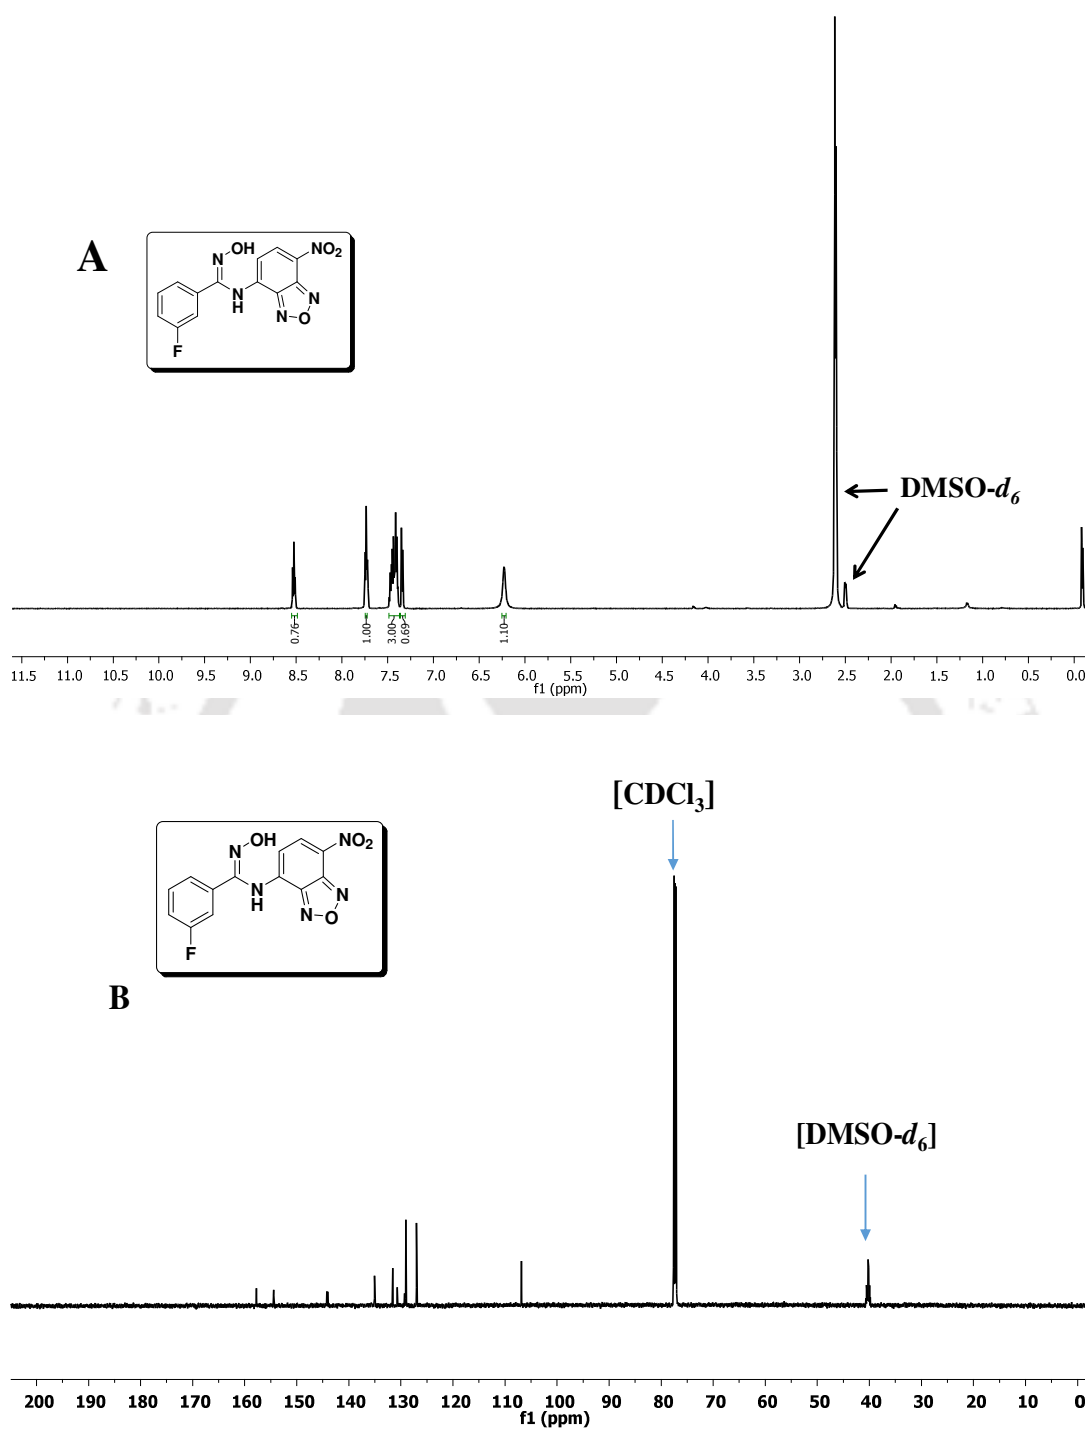 A
N
OH
NO2
N
H
N
N
O
F
DMSO-d6
0.76
1.00
3.00
0.69
1.10
11.5 11.0 10.5 10.0 9.5 9.0 8.5 8.0 7.5 7.0 6.5 6.0 5.5 5.0 4.5 4.0 3.5 3.0 2.5 2.0 1.5 1.0 0.5 0.0
f1 (ppm)
[CDCl3]
N
OH
NO2
N
H
N
N
O
F
B
[DMSO-d6]
200 190 180 170 160 150 140 130 120 110 100 90 80 70 60 50 40 30 20 10 0
f1 (ppm)